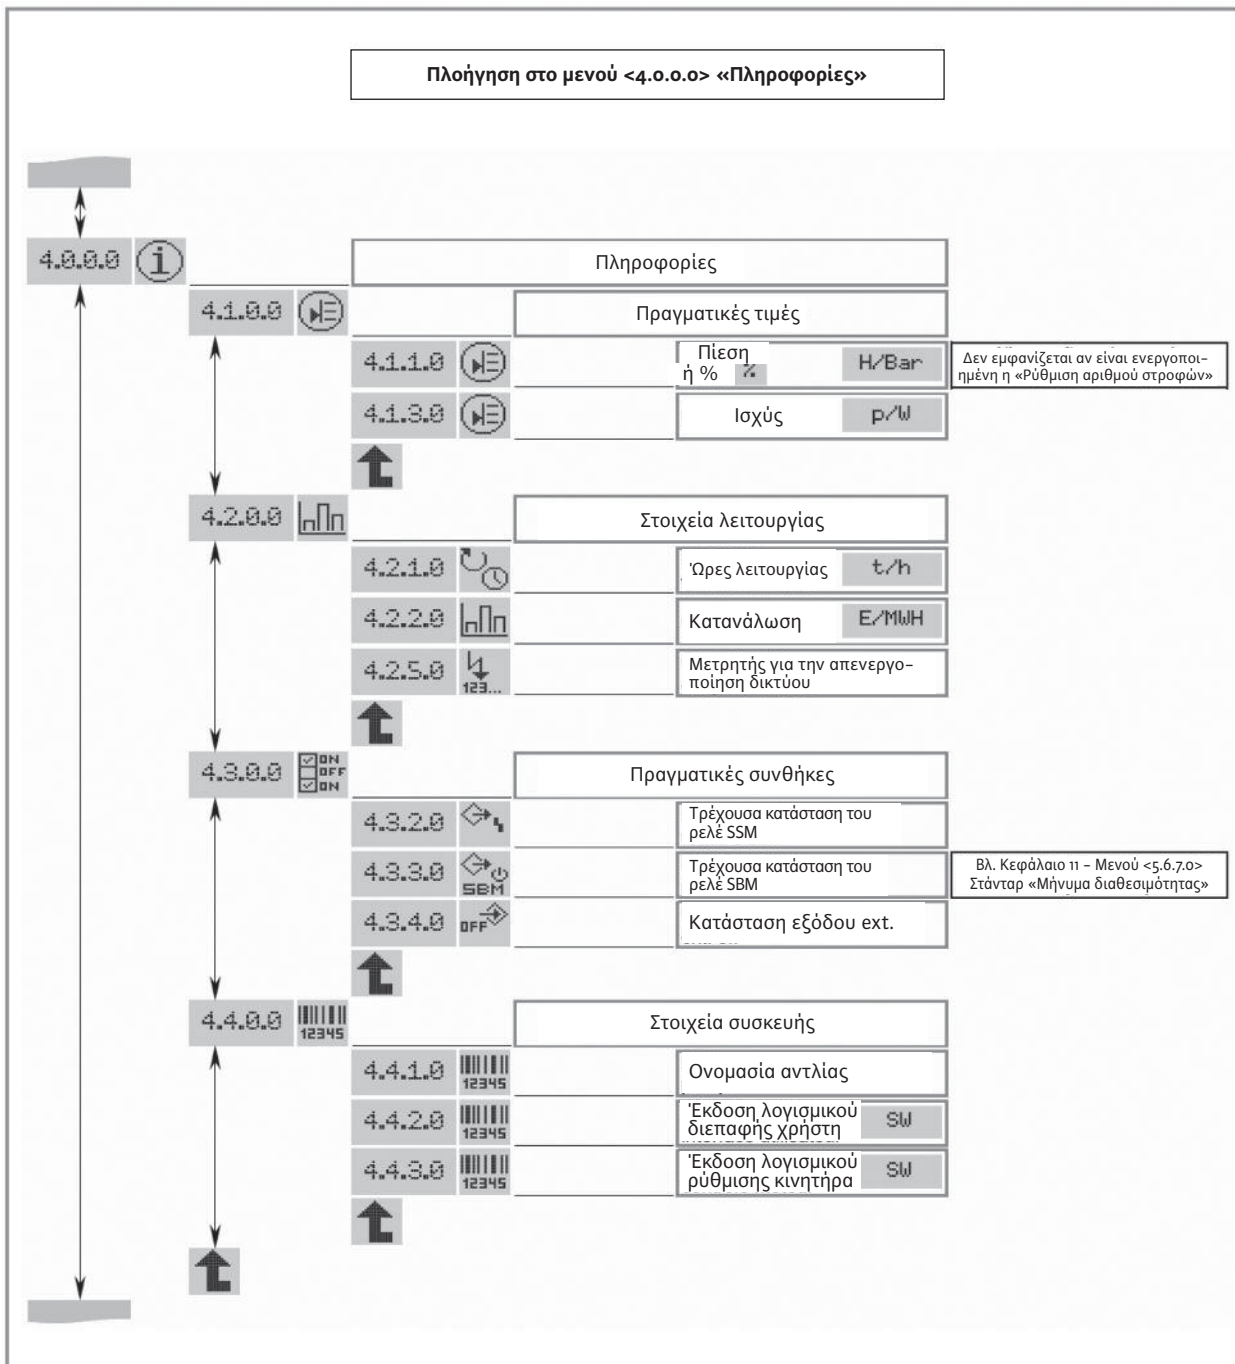 Πλοήγηση στο μενού <4.0.0.0> «Πληροφορίες»
4.0.0.0 i Πληροφορίες
4.1.0.0 Πραγματικές τιμές
4.1.1.0 Πίεση
ή % % H/Bar
Δεν εμφανίζεται αν είναι ενεργοποι-
ημένη η «Ρύθμιση αριθμού στροφών»
4.1.3.0 Ισχύς p/W
4.2.0.0 Στοιχεία λειτουργίας
4.2.1.0 Ώρες λειτουργίας t/h
4.2.2.0 Κατανάλωση E/MWH
4.2.5.0 123... Μετρητής για την απενεργο-
ποίηση δικτύου
4.3.0.0 ON
OFF
ON
Πραγματικές συνθήκες
4.3.2.0 Τρέχουσα κατάσταση του
ρελέ SSM
4.3.3.0 SBM Τρέχουσα κατάσταση του
ρελέ SBM
Βλ. Κεφάλαιο 11 – Μενού <5.6.7.0>
Στάνταρ «Μήνυμα διαθεσιμότητας»
4.3.4.0 OFF Κατάσταση εξόδου ext.
4.4.0.0 12345 Στοιχεία συσκευής
4.4.1.0 12345 Ονομασία αντλίας
4.4.2.0 12345 Έκδοση λογισμικού
διεπαφής χρήστη SW
4.4.3.0 12345 Έκδοση λογισμικού
ρύθμισης κινητήρα SW